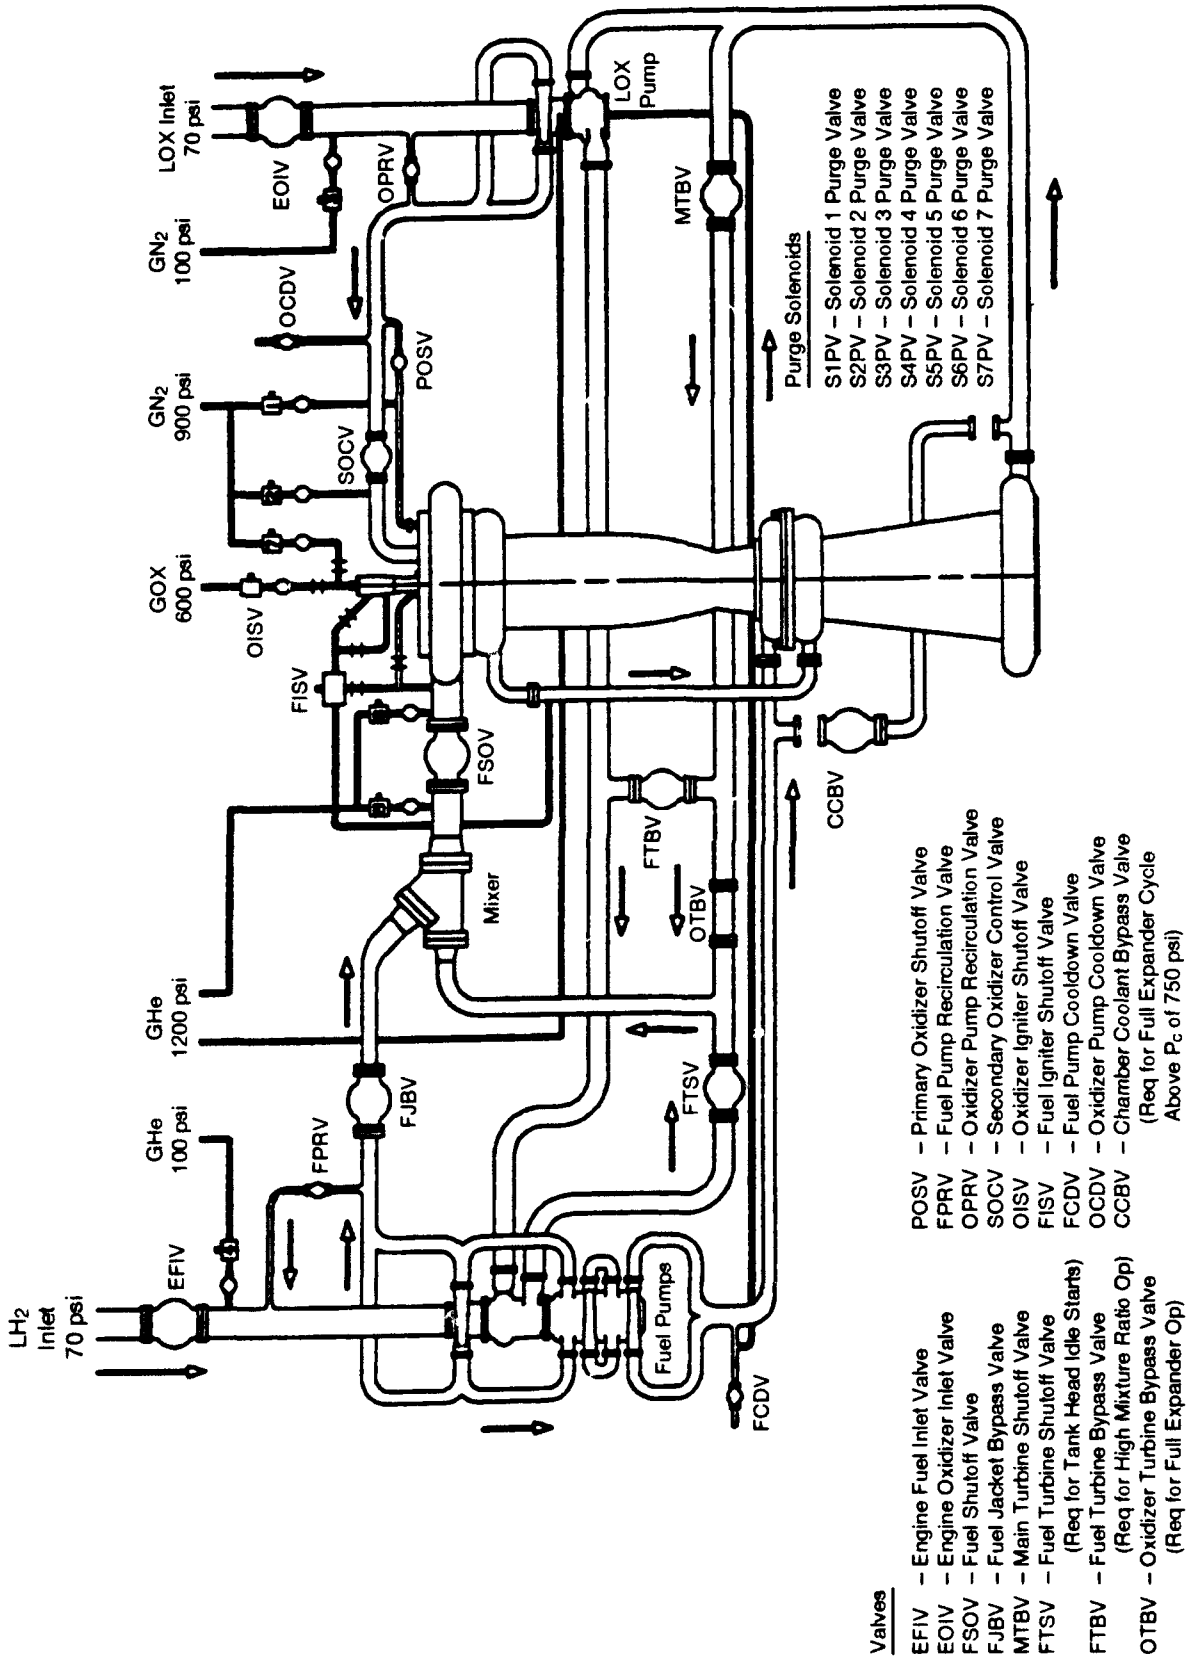 LH2
Inlet
70 psi
EFIV
GHe
100 psi
FPRV
FJBV
GHe
1200 psi
Mixer
FSOV
FISV
OISV
GOX
600 psi
GN2
900 psi
SOCV
POSV
OCDV
GN2
100 psi
EOIV
OPRV
LOX Inlet
70 psi
LOX
Pump
MTBV
FTBV
OTBV
FTSV
CCBV
Fuel Pumps
FCDV
Purge Solenoids
S1PV – Solenoid 1 Purge Valve
S2PV – Solenoid 2 Purge Valve
S3PV – Solenoid 3 Purge Valve
S4PV – Solenoid 4 Purge Valve
S5PV – Solenoid 5 Purge Valve
S6PV – Solenoid 6 Purge Valve
S7PV – Solenoid 7 Purge Valve
Valves
EFIV – Engine Fuel Inlet Valve
EOIV – Engine Oxidizer Inlet Valve
FSOV – Fuel Shutoff Valve
FJBV – Fuel Jacket Bypass Valve
MTBV – Main Turbine Shutoff Valve
FTSV – Fuel Turbine Shutoff Valve
(Req for Tank Head Idle Starts)
FTBV – Fuel Turbine Bypass Valve
(Req for High Mixture Ratio Op)
OTBV – Oxidizer Turbine Bypass Valve
(Req for Full Expander Op)
POSV – Primary Oxidizer Shutoff Valve
FPRV – Fuel Pump Recirculation Valve
OPRV – Oxidizer Pump Recirculation Valve
SOCV – Secondary Oxidizer Control Valve
OISV – Oxidizer Igniter Shutoff Valve
FISV – Fuel Igniter Shutoff Valve
FCDV – Fuel Pump Cooldown Valve
OCDV – Oxidizer Pump Cooldown Valve
CCBV – Chamber Coolant Bypass Valve
(Req for Full Expander Cycle
Above Pc of 750 psi)